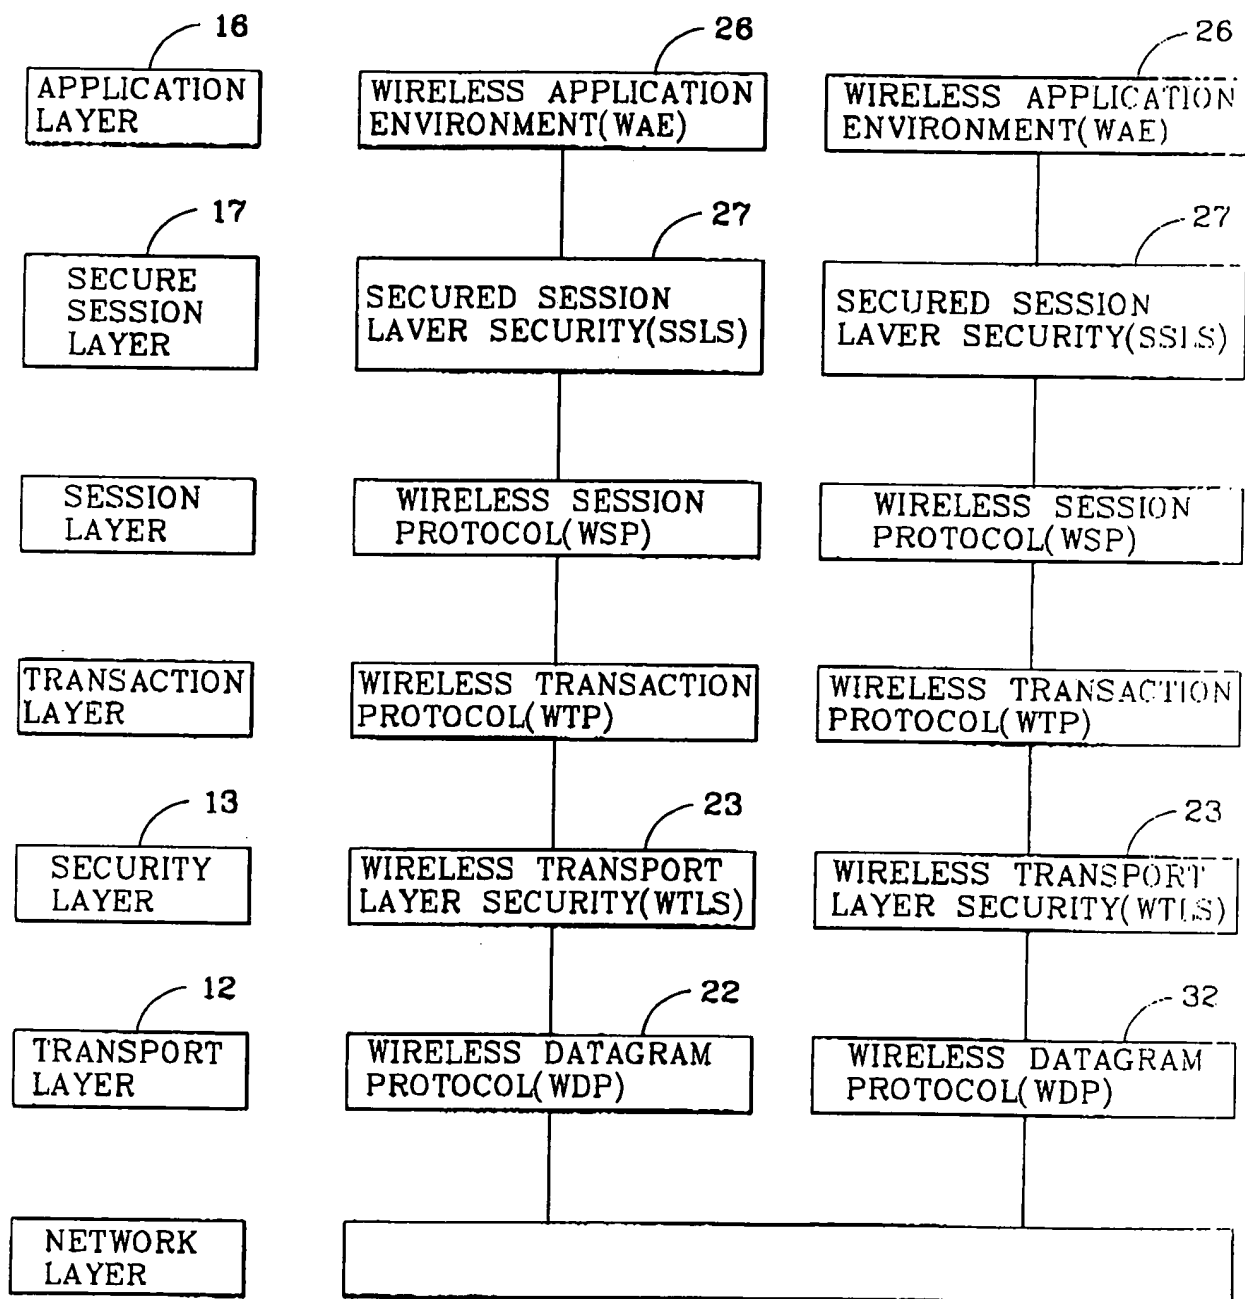 16
26
26
APPLICATION
LAYER
WIRELESS APPLICATION
ENVIRONMENT(WAE)
WIRELESS APPLICATION
ENVIRONMENT(WAE)
17
27
27
SECURE
SESSION
LAYER
SECURED SESSION
LAVER SECURITY(SSLS)
SECURED SESSION
LAVER SECURITY(SSLS)
SESSION
LAYER
WIRELESS SESSION
PROTOCOL(WSP)
WIRELESS SESSION
PROTOCOL(WSP)
TRANSACTION
LAYER
WIRELESS TRANSACTION
PROTOCOL(WTP)
WIRELESS TRANSACTION
PROTOCOL(WTP)
13
23
23
SECURITY
LAYER
WIRELESS TRANSPORT
LAYER SECURITY(WTLS)
WIRELESS TRANSPORT
LAYER SECURITY(WTLS)
12
22
32
TRANSPORT
LAYER
WIRELESS DATAGRAM
PROTOCOL(WDP)
WIRELESS DATAGRAM
PROTOCOL(WDP)
NETWORK
LAYER